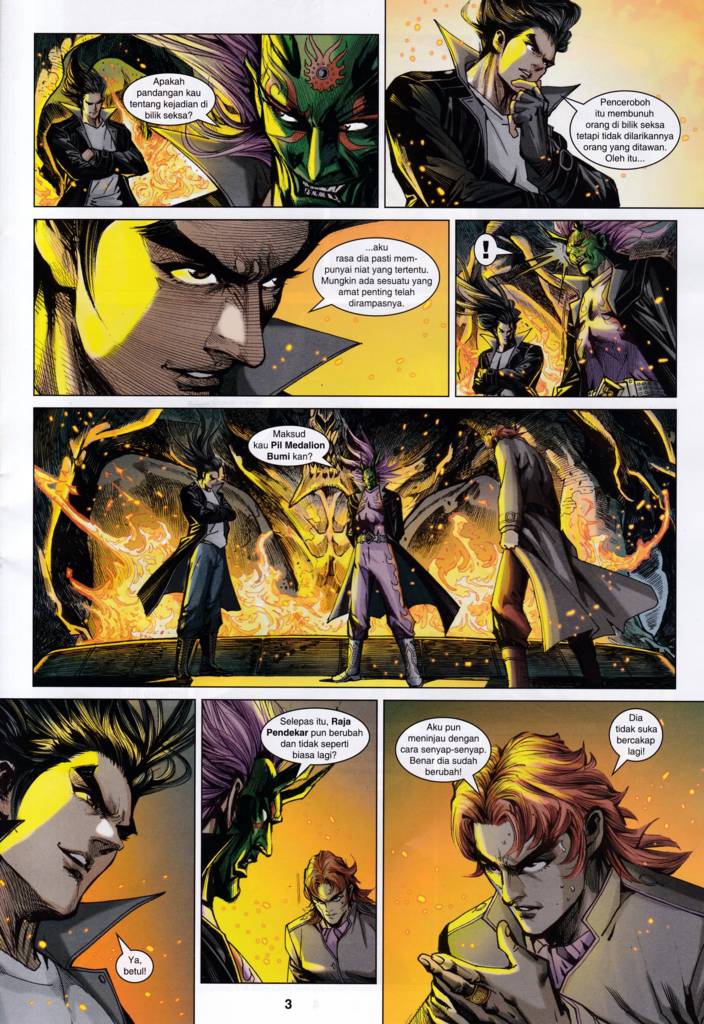 Apakah
pandangan kau
tentang kejadian di
bilik seksa?
Penceroboh
itu membunuh
orang di bilik seksa
tetapi tidak dilarikannya
orang yang ditawan.
Oleh itu...
...aku
rasa dia pasti mem-
punyai niat yang tertentu.
Mungkin ada sesuatu yang
amat penting telah
dirampasnya.
!
Maksud
kau Pil Medalion
Bumi kan?
Ya,
betul!
Selepas itu, Raja
Pendekar pun berubah
dan tidak seperti
biasa lagi?
Aku pun
meninjau dengan
cara senyap-senyap.
Benar dia sudah
berubah!
Dia
tidak suka
bercakap
lagi!
3